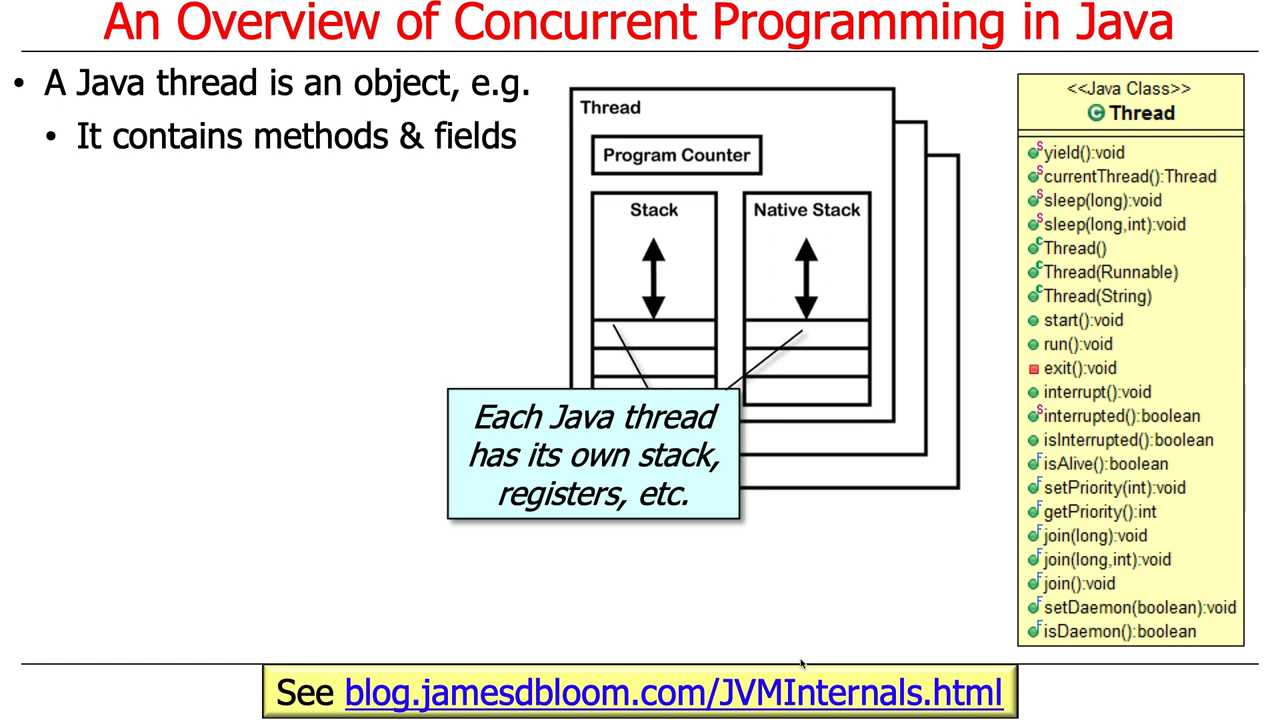 An Overview of Concurrent Programming in Java
• A Java thread is an object, e.g.
• It contains methods & fields
Thread
Program Counter
Stack
Native Stack
Each Java thread
has its own stack,
registers, etc.
<<Java Class>>
C Thread
S yield():void
S currentThread():Thread
S sleep(long):void
S sleep(long,int):void
C Thread()
C Thread(Runnable)
C Thread(String)
start():void
run():void
exit():void
interrupt():void
S interrupted():boolean
isInterrupted():boolean
F isAlive():boolean
F setPriority(int):void
F getPriority():int
F join(long):void
F join(long,int):void
F join():void
F setDaemon(boolean):void
F isDaemon():boolean
See blog.jamesdbloom.com/JVMInternals.html